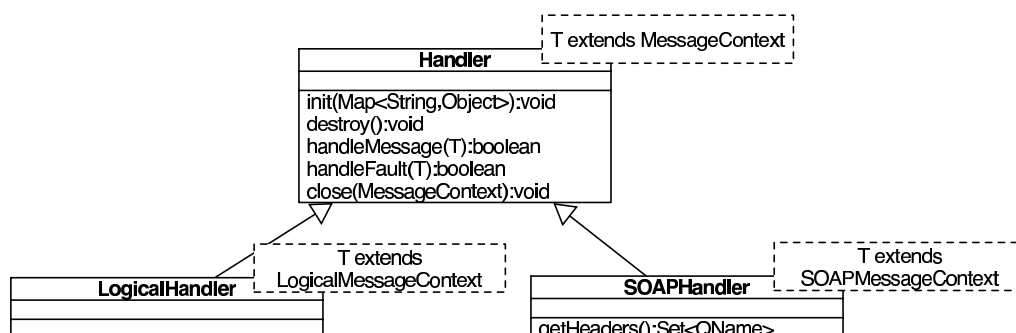 T extends MessageContext
Handler
init(Map<String,Object>):void
destroy():void
handleMessage(T):boolean
handleFault(T):boolean
close(MessageContext):void
T extends
LogicalMessageContext
LogicalHandler
T extends
SOAPMessageContext
SOAPHandler
getHeaders():Set<QName>